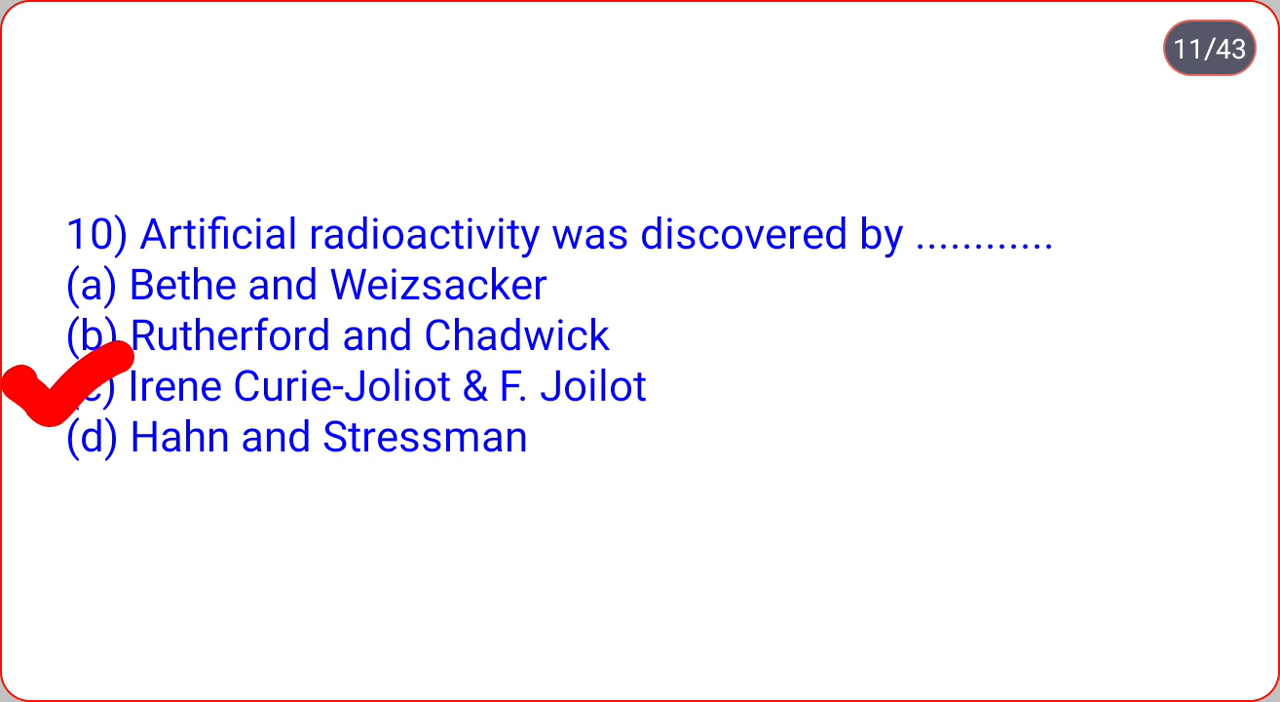 11/43
10) Artificial radioactivity was discovered by ............
(a) Bethe and Weizsacker
(b) Rutherford and Chadwick
(c) Irene Curie-Joliot & F. Joilot
(d) Hahn and Stressman